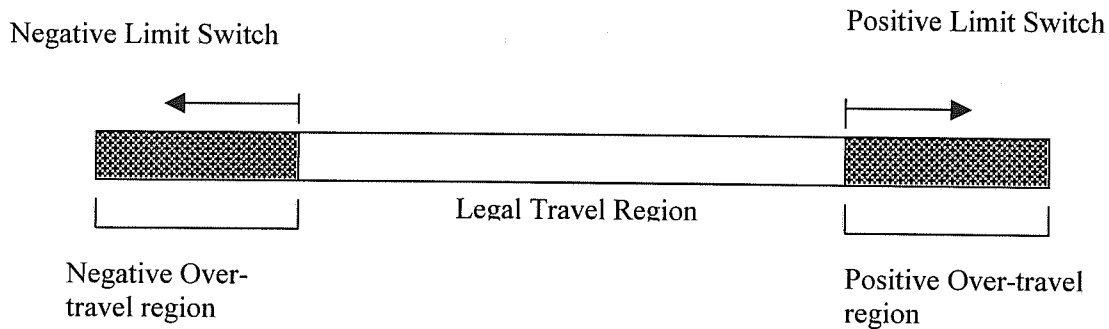 Negative Limit Switch
Positive Limit Switch
Legal Travel Region
Negative Over-
travel region
Positive Over-travel
region